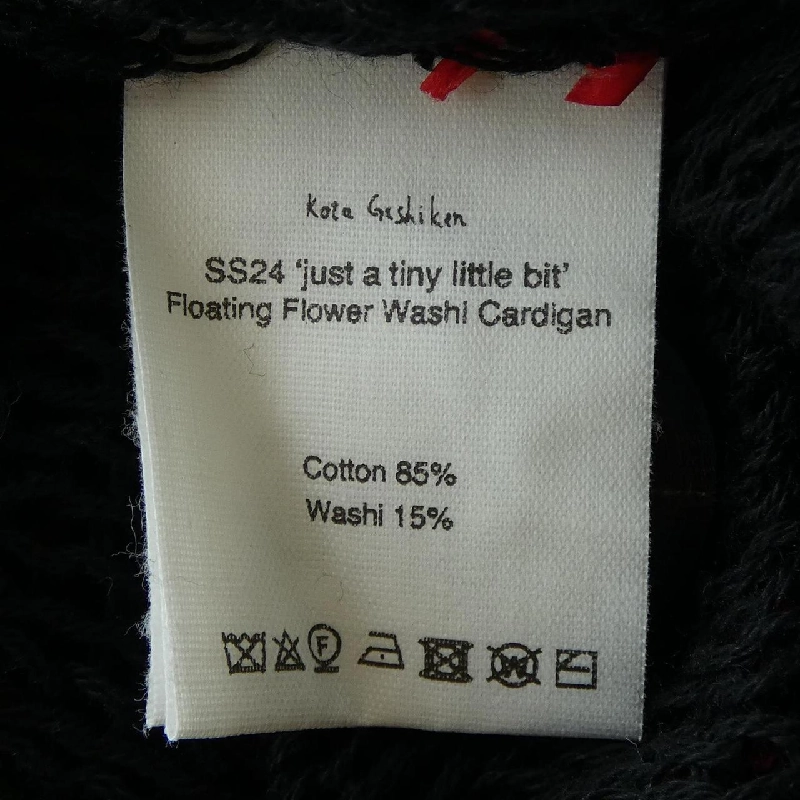 Kota Gushiken
SS24 ‘just a tiny little bit’
Floating Flower Washi Cardigan
Cotton 85%
Washi 15%
F W